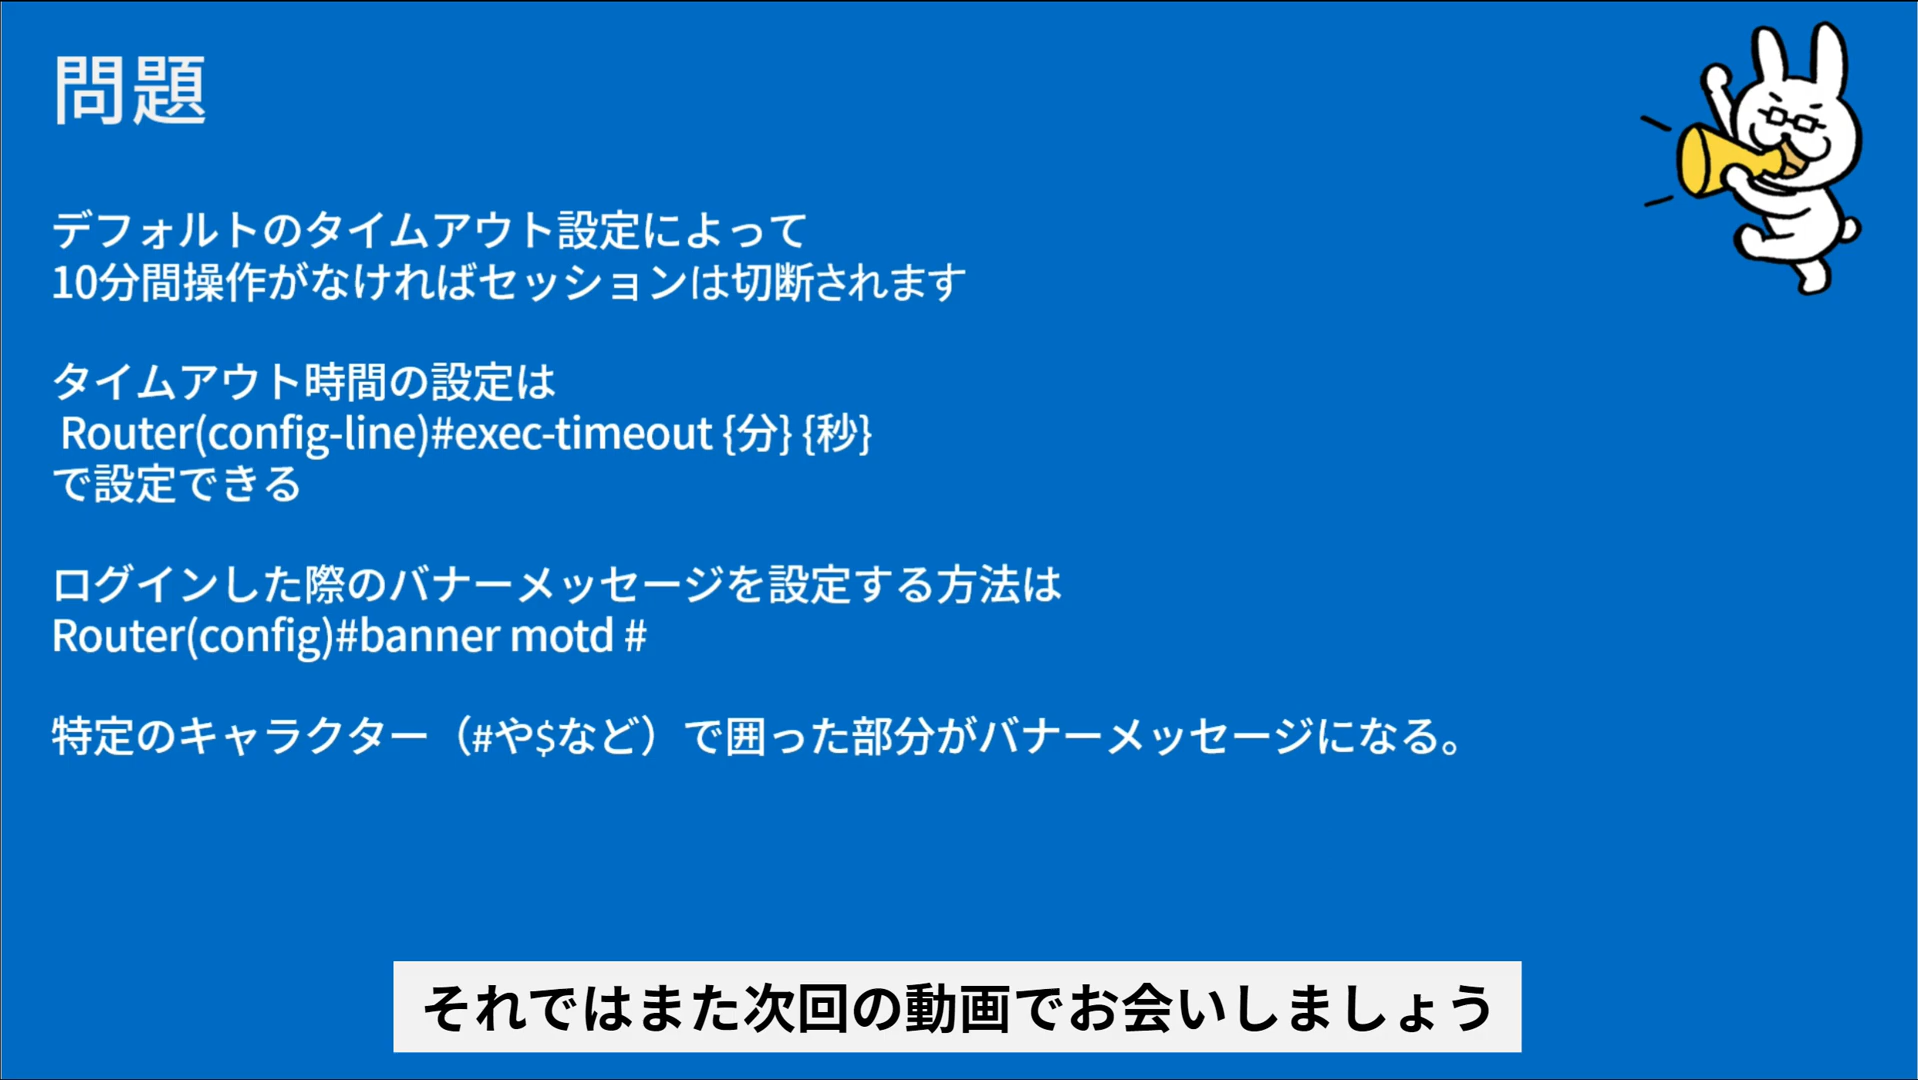 問題
デフォルトのタイムアウト設定によって
10分間操作がなければセッションは切断されます
タイムアウト時間の設定は
Router(config-line)#exec-timeout {分} {秒}
で設定できる
ログインした際のバナーメッセージを設定する方法は
Router(config)#banner motd #
特定のキャラクター（#や$など）で囲った部分がバナーメッセージになる。
それではまた次回の動画でお会いしましょう